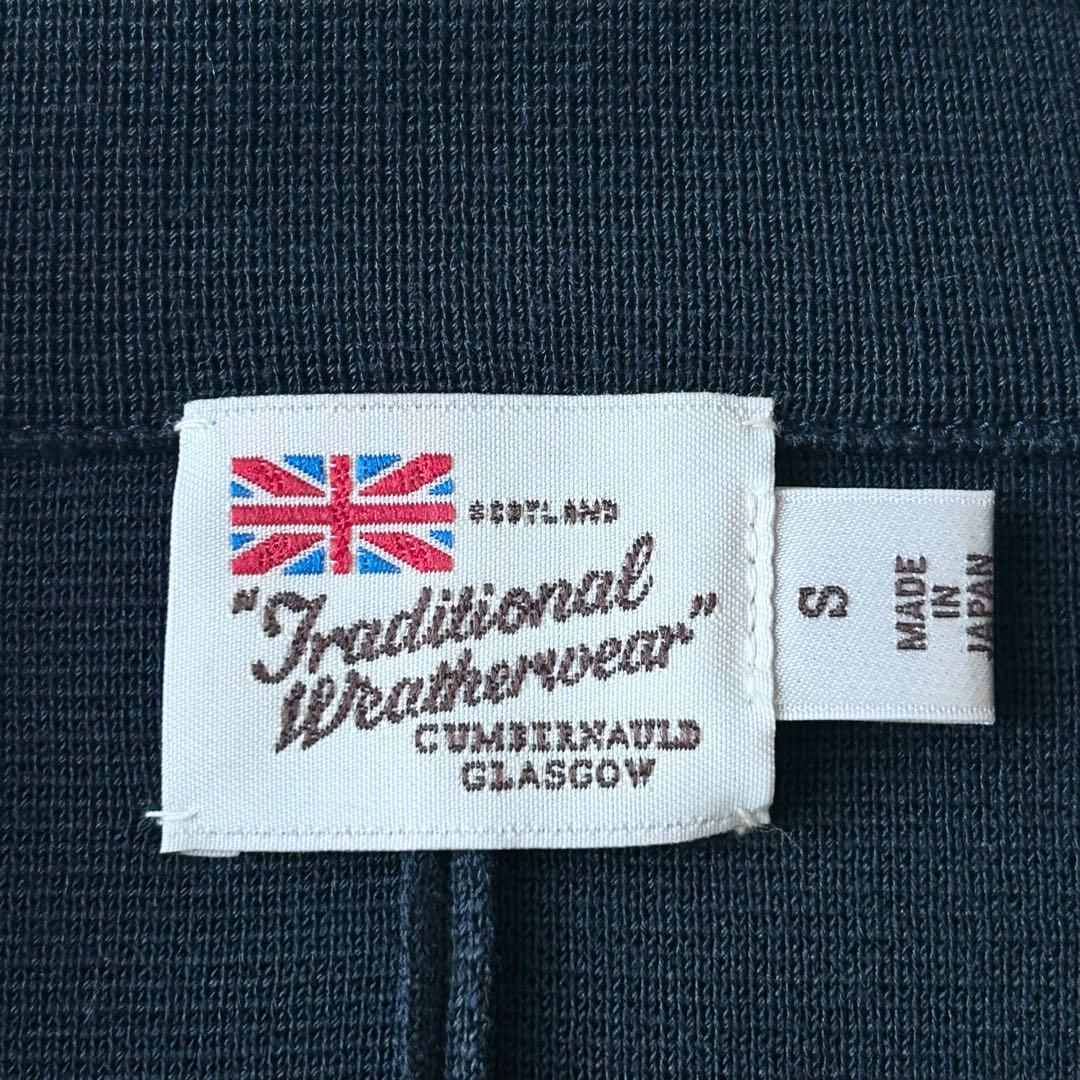 SCOTLAND
"Traditional
Weatherwear"
CUMBERNAULD
GLASGOW
S
MADE
IN
JAPAN